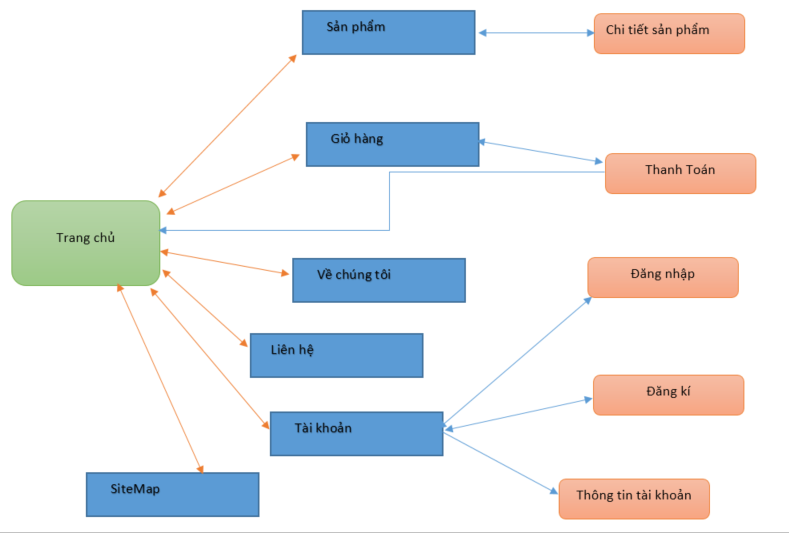 Sản phẩm
Chi tiết sản phẩm
Giỏ hàng
Thanh Toán
Trang chủ
Về chúng tôi
Đăng nhập
Liên hệ
Đăng kí
Tài khoản
SiteMap
Thông tin tài khoản